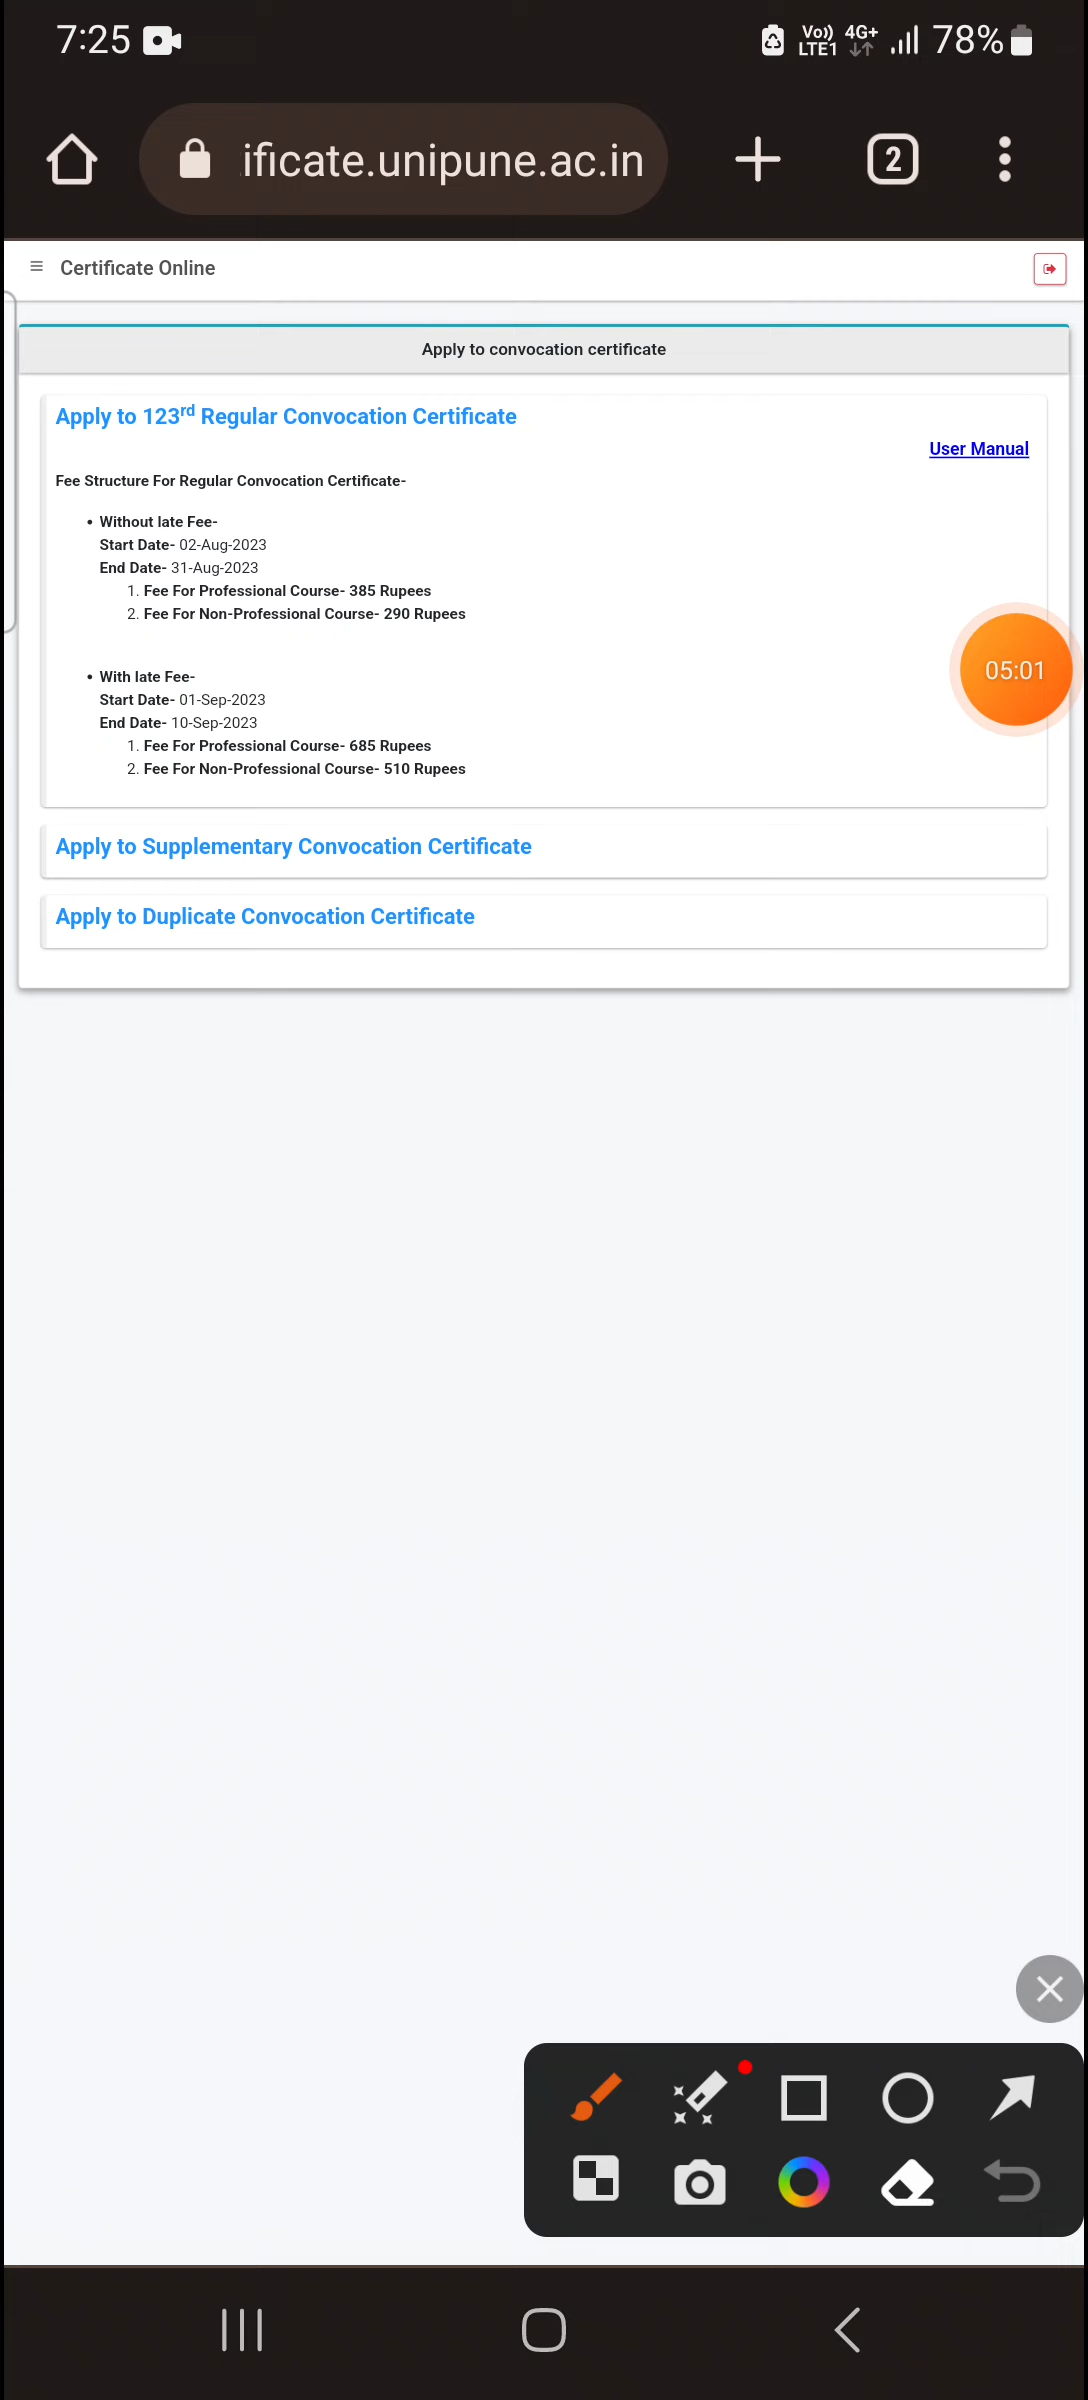 7:25
Vo)) LTE1 4G+ 78%
ificate.unipune.ac.in
2
Certificate Online
Apply to convocation certificate
Apply to 123rd Regular Convocation Certificate
User Manual
Fee Structure For Regular Convocation Certificate-
• Without late Fee-
Start Date- 02-Aug-2023
End Date- 31-Aug-2023
1. Fee For Professional Course- 385 Rupees
2. Fee For Non-Professional Course- 290 Rupees
05:01
• With late Fee-
Start Date- 01-Sep-2023
End Date- 10-Sep-2023
1. Fee For Professional Course- 685 Rupees
2. Fee For Non-Professional Course- 510 Rupees
Apply to Supplementary Convocation Certificate
Apply to Duplicate Convocation Certificate